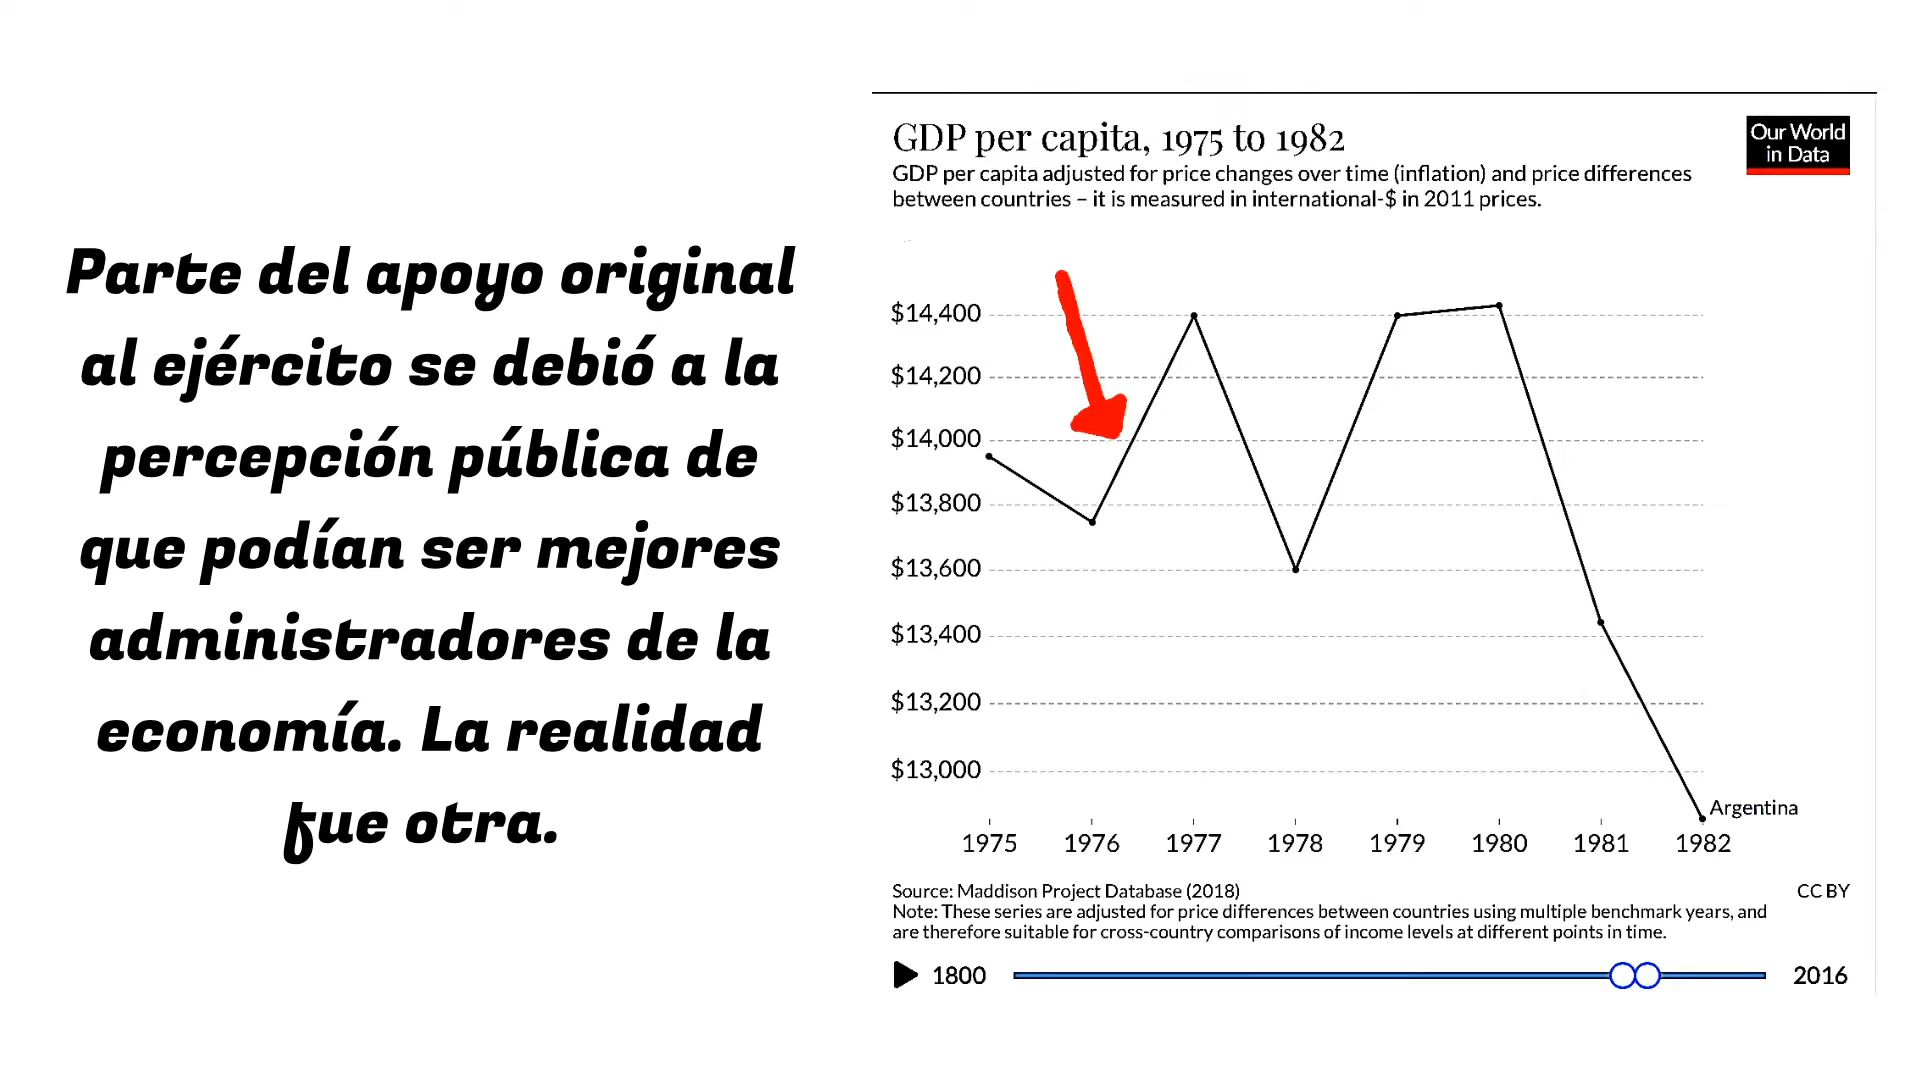 Parte del apoyo original
al ejército se debió a la
percepción pública de
que podían ser mejores
administradores de la
economía. La realidad
fue otra.
GDP per capita, 1975 to 1982
GDP per capita adjusted for price changes over time (inflation) and price differences
between countries – it is measured in international-$ in 2011 prices.
Our World
in Data
$14,400
$14,200
$14,000
$13,800
$13,600
$13,400
$13,200
$13,000
Argentina
1975 1976 1977 1978 1979 1980 1981 1982
Source: Maddison Project Database (2018)
CC BY
Note: These series are adjusted for price differences between countries using multiple benchmark years, and
are therefore suitable for cross-country comparisons of income levels at different points in time.
1800
2016